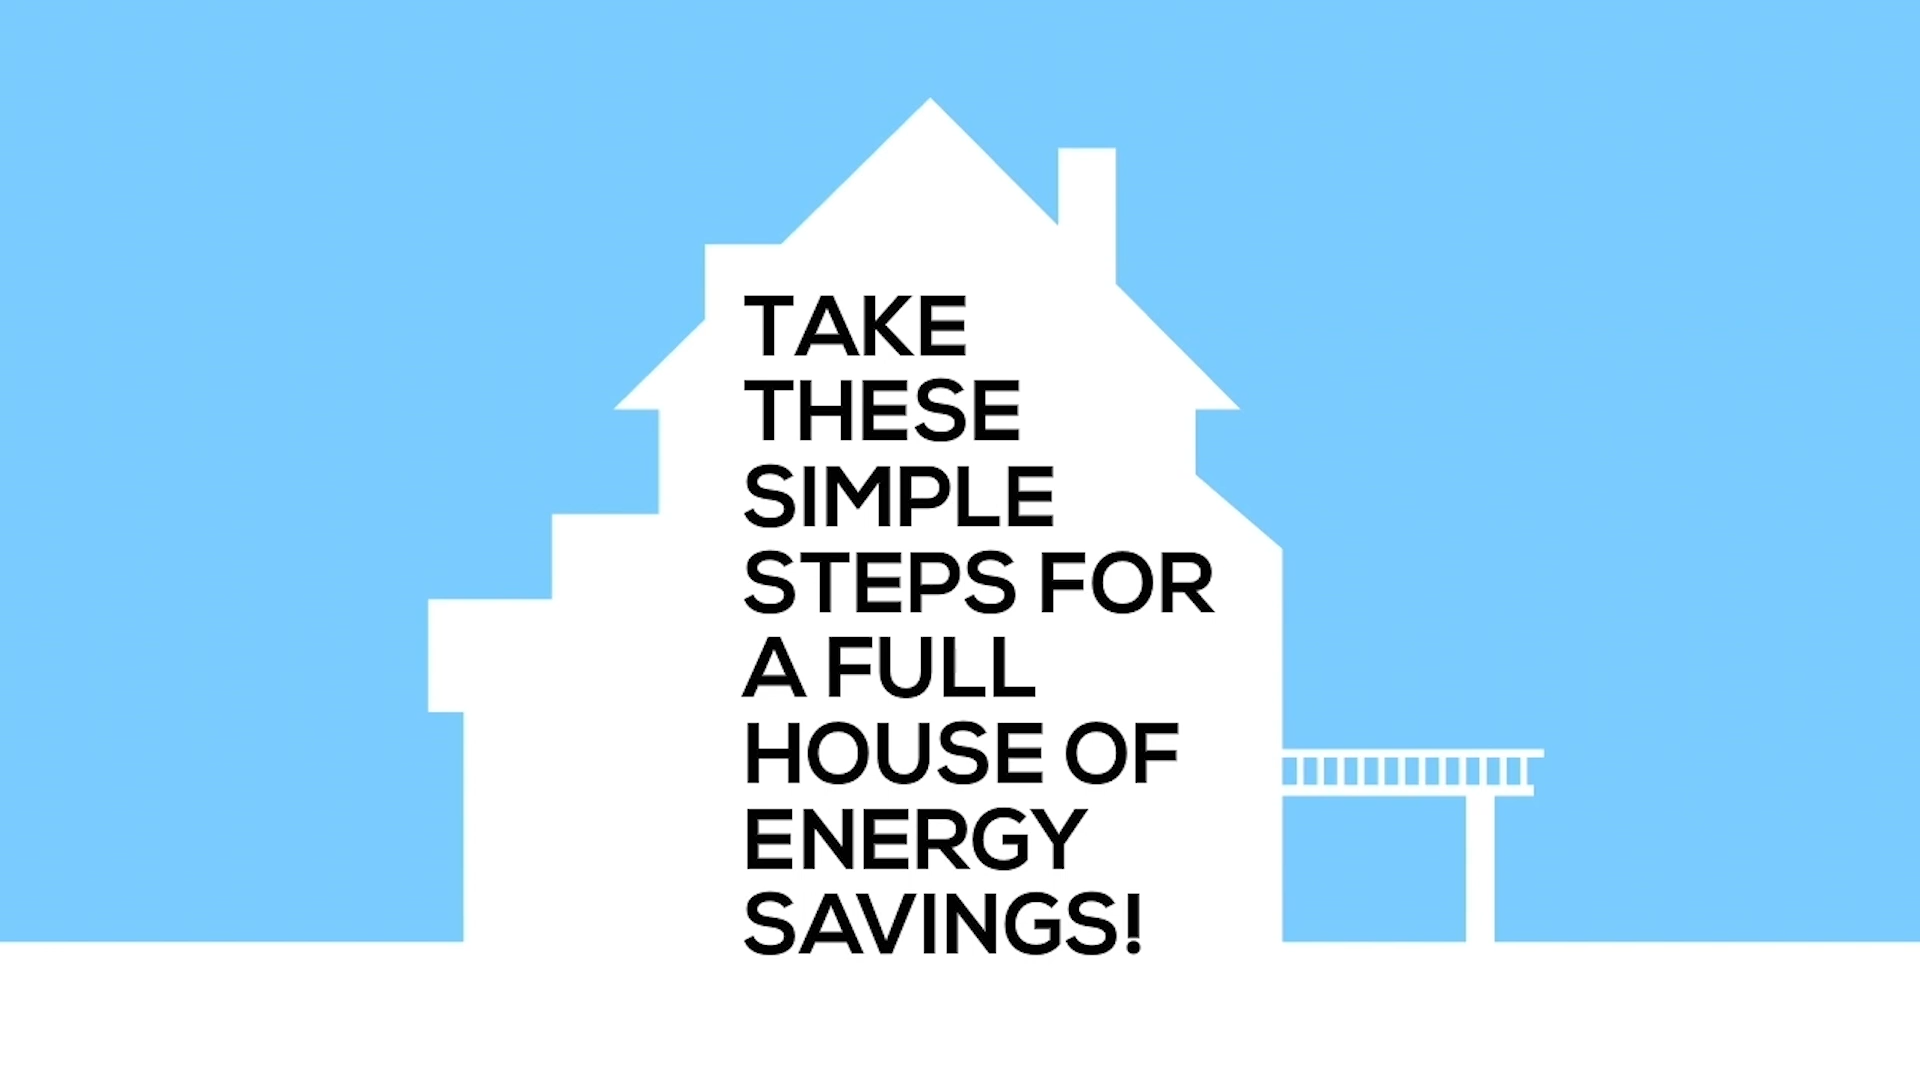 TAKE
THESE
SIMPLE
STEPS FOR
A FULL
HOUSE OF
ENERGY
SAVINGS!